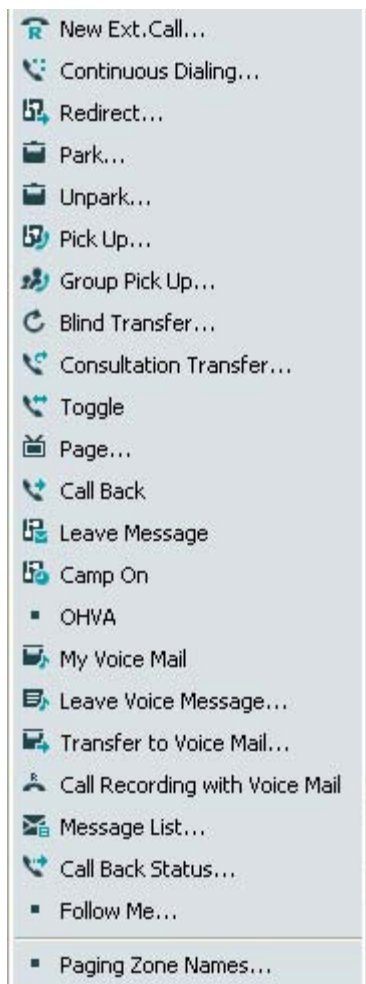 New Ext.Call...
Continuous Dialing...
Redirect...
Park...
Unpark...
Pick Up...
Group Pick Up...
Blind Transfer...
Consultation Transfer...
Toggle
Page...
Call Back
Leave Message
Camp On
OHVA
My Voice Mail
Leave Voice Message...
Transfer to Voice Mail...
Call Recording with Voice Mail
Message List...
Call Back Status...
Follow Me...
Paging Zone Names...